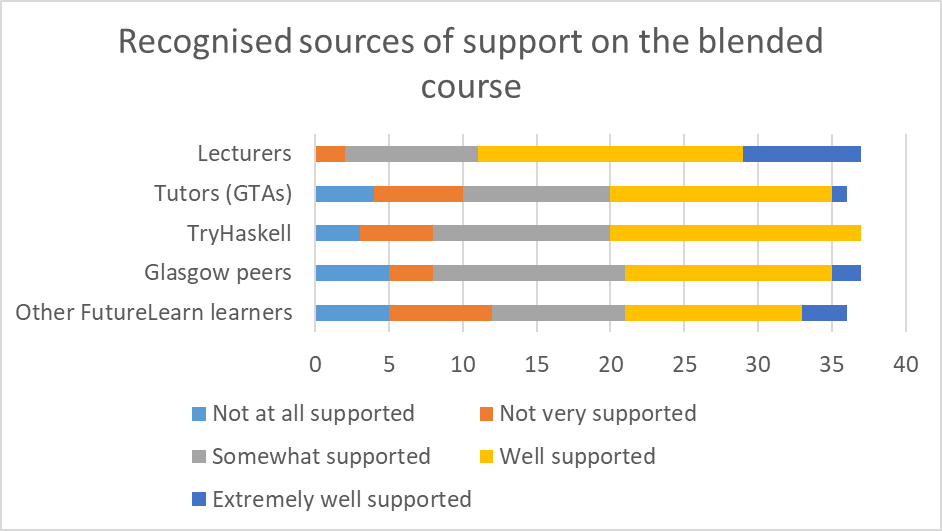 Recognised sources of support on the blended
course
Lecturers
Tutors (GTAs)
TryHaskell
Glasgow peers
Other FutureLearn learners
0 5 10 15 20 25 30 35 40
Not at all supported Not very supported
Somewhat supported Well supported
Extremely well supported